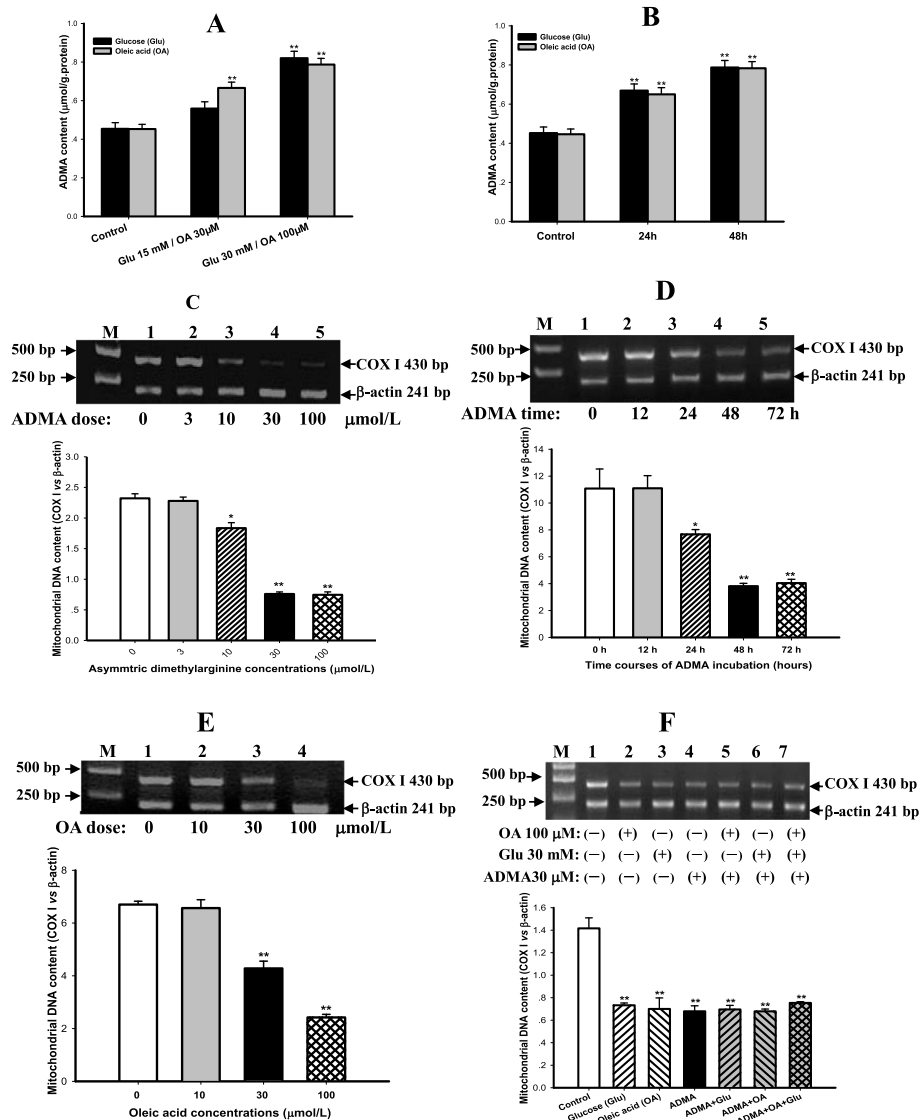 A
Glucose (Glu)
Oleic acid (OA)
ADMA content (μmol/g.protein)
1.0
.8
.6
.4
.2
0.0
**
** **
Control
Glu 15 mM / OA 30μM
Glu 30 mM / OA 100μM
B
Glucose (Glu)
Oleic acid (OA)
ADMA content (μmol/g.protein)
1.0
.8
.6
.4
.2
0.0
** **
** **
Control 24h 48h
C
M 1 2 3 4 5
500 bp
250 bp
COX I 430 bp
β-actin 241 bp
ADMA dose: 0 3 10 30 100 μmol/L
Mitochondrial DNA content (COX I vs β-actin)
3.0
2.5
2.0
1.5
1.0
.5
0.0
*
**
**
0 3 10 30 100
Asymmtric dimethylarginine concentrations (μmol/L)
D
M 1 2 3 4 5
500 bp
250 bp
COX I 430 bp
β-actin 241 bp
ADMA time: 0 12 24 48 72 h
Mitochondrial DNA content (COX I vs β-actin)
14
12
10
8
6
4
2
0
*
**
**
0 h 12 h 24 h 48 h 72 h
Time courses of ADMA incubation (hours)
E
M 1 2 3 4
500 bp
250 bp
COX I 430 bp
β-actin 241 bp
OA dose: 0 10 30 100 μmol/L
Mitochondrial DNA content (COX I vs β-actin)
8
6
4
2
0
**
**
0 10 30 100
Oleic acid concentrations (μmol/L)
F
M 1 2 3 4 5 6 7
500 bp
250 bp
COX I 430 bp
β-actin 241 bp
OA 100 μM: (−) (+) (−) (−) (+) (−) (+)
Glu 30 mM: (−) (−) (+) (−) (−) (+) (+)
ADMA30 μM: (−) (−) (−) (+) (+) (+) (+)
Mitochondrial DNA content (COX I vs β-actin)
1.6
1.4
1.2
1.0
.8
.6
.4
.2
0.0
** ** ** ** ** **
Control
Glucose (Glu)
Oleic acid (OA)
ADMA
ADMA+Glu
ADMA+OA
ADMA+OA+Glu